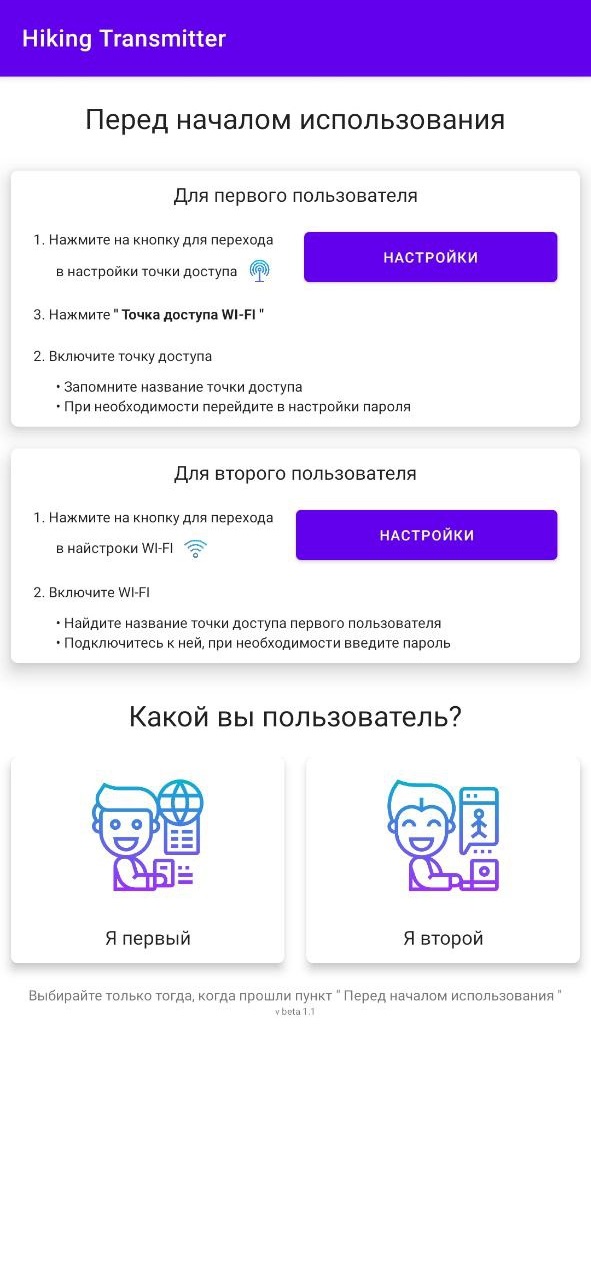 Hiking Transmitter
Перед началом использования
Для первого пользователя
1. Нажмите на кнопку для перехода
в настройки точки доступа
НАСТРОЙКИ
3. Нажмите " Точка доступа WI-FI "
2. Включите точку доступа
• Запомните название точки доступа
• При необходимости перейдите в настройки пароля
Для второго пользователя
1. Нажмите на кнопку для перехода
в найстроки WI-FI
НАСТРОЙКИ
2. Включите WI-FI
• Найдите название точки доступа первого пользователя
• Подключитесь к ней, при необходимости введите пароль
Какой вы пользователь?
Я первый
Я второй
Выбирайте только тогда, когда прошли пункт " Перед началом использования "
v beta 1.1